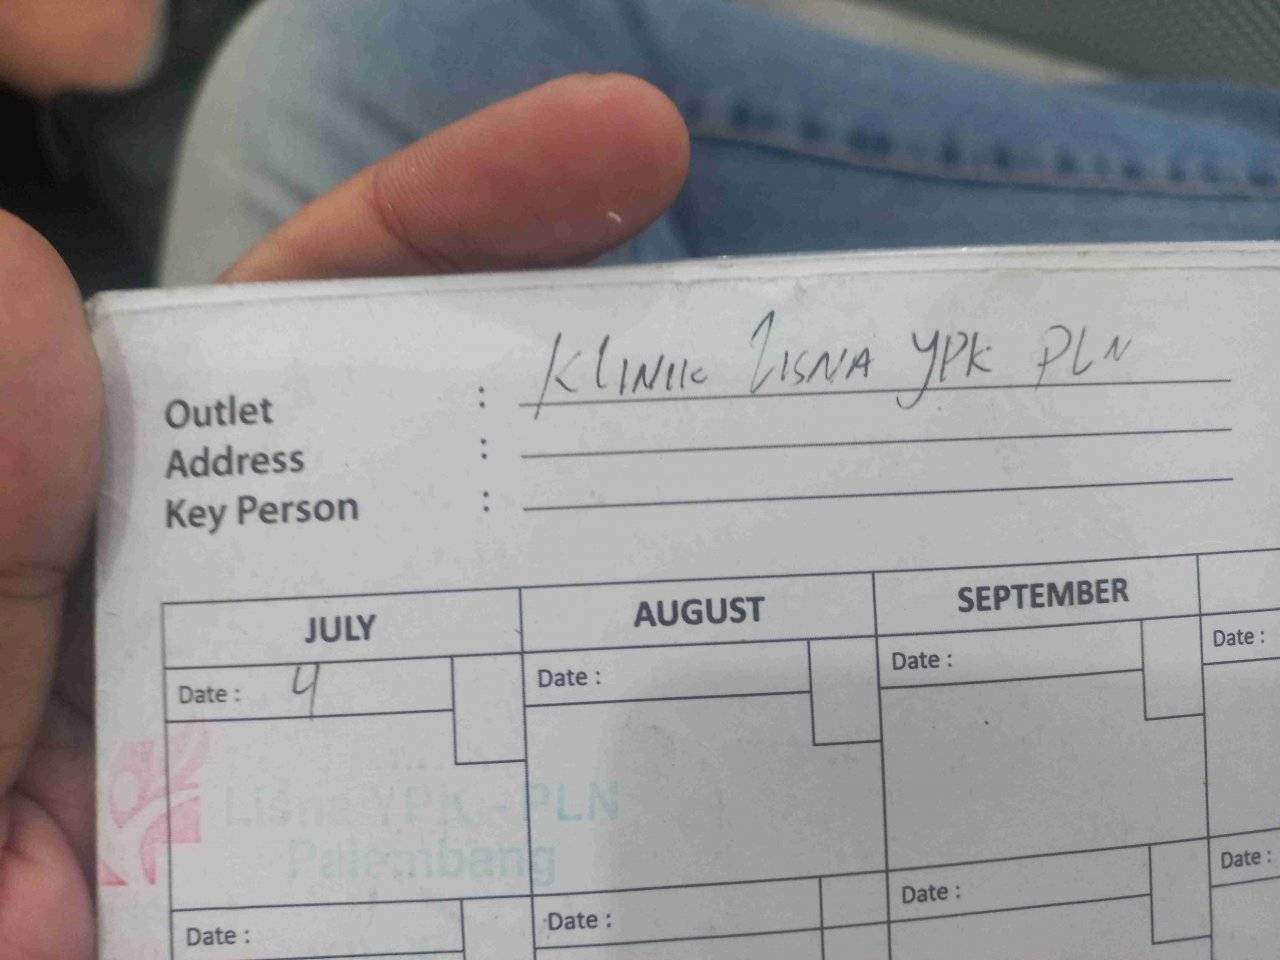 Outlet : KLINIK LISNA YPK PLN
Address :
Key Person :
JULY AUGUST SEPTEMBER
Date : 4 Date : Date : Date :
Lisna YPK - PLN
Palembang
Date : Date : Date : Date :